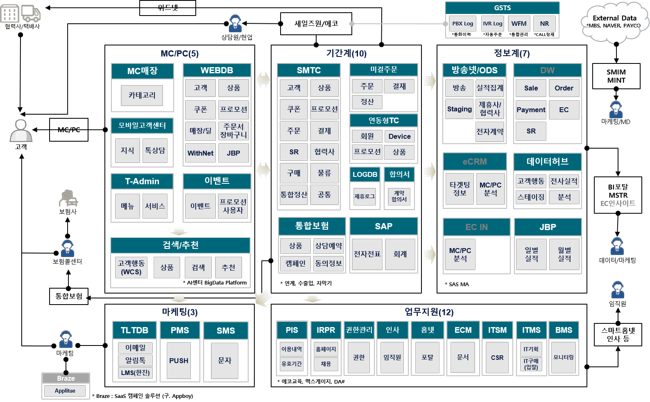 협력사/택배사
위드넷
상담원/현업
세일즈원/에코
GSTS
PBX Log
IVR Log
WFM
NR
*통화이력
*자동주문
*통합관리
*CALL정체
External Data
*MBS, NAVER, PAYCO
SMIM
MINT
마케팅/MD
BI포달
MSTR
EC인사이트
데이터/마케팅
임직원
스마트홈넷
인사 등
고객
MC/PC
보험사
보험콜센터
통합보험
마케팅
Braze
Applitue
MC/PC(5)
MC매장
카테고리
WEBDB
고객
상품
쿠폰
프로모션
매장/딜
주문서
장바구니
WithNet
JBP
모바일고객센터
지식
톡상담
T-Admin
메뉴
서비스
이벤트
이벤트
프로모션
사용자
검색/추천
고객행동
(WCS)
상품
검색
추천
* AI센터 BigData Platform
기간계(10)
SMTC
고객
상품
쿠폰
프로모션
주문
결제
SR
협력사
구매
물류
통합정산
공통
미결주문
주문
결제
정산
연동형TC
회원
Device
프로모션
상품
LOGDB
제휴로그
협의서
계약
협의서
통합보험
상품
상담예약
캠페인
동의정보
SAP
전자전표
회계
* 연계, 수출입, 자막기
정보계(7)
방송넷/ODS
방송
실적집계
Staging
제휴사/
협력사
전자계약
DW
Sale
Order
Payment
EC
SR
eCRM
타겟팅
정보
MC/PC
분석
데이터허브
고객행동
전사실적
스테이징
분석
EC IN
MC/PC
분석
JBP
일별
실적
월별
실적
* SAS MA
마케팅(3)
TLTDB
이메일
알림톡
LMS(한진)
PMS
PUSH
SMS
문자
* Braze : SaaS 캠페인 솔루션 (구. Appboy)
업무지원(12)
PIS
이용내역
유효기간
IRPR
홈페이지
채용
권한관리
권한
인사
임직원
홈넷
포탈
ECM
문서
ITSM
CSR
ITMS
IT기획
IT구매
(입찰)
BMS
모니터링
* 에코교육, 맥스게이지, DA#